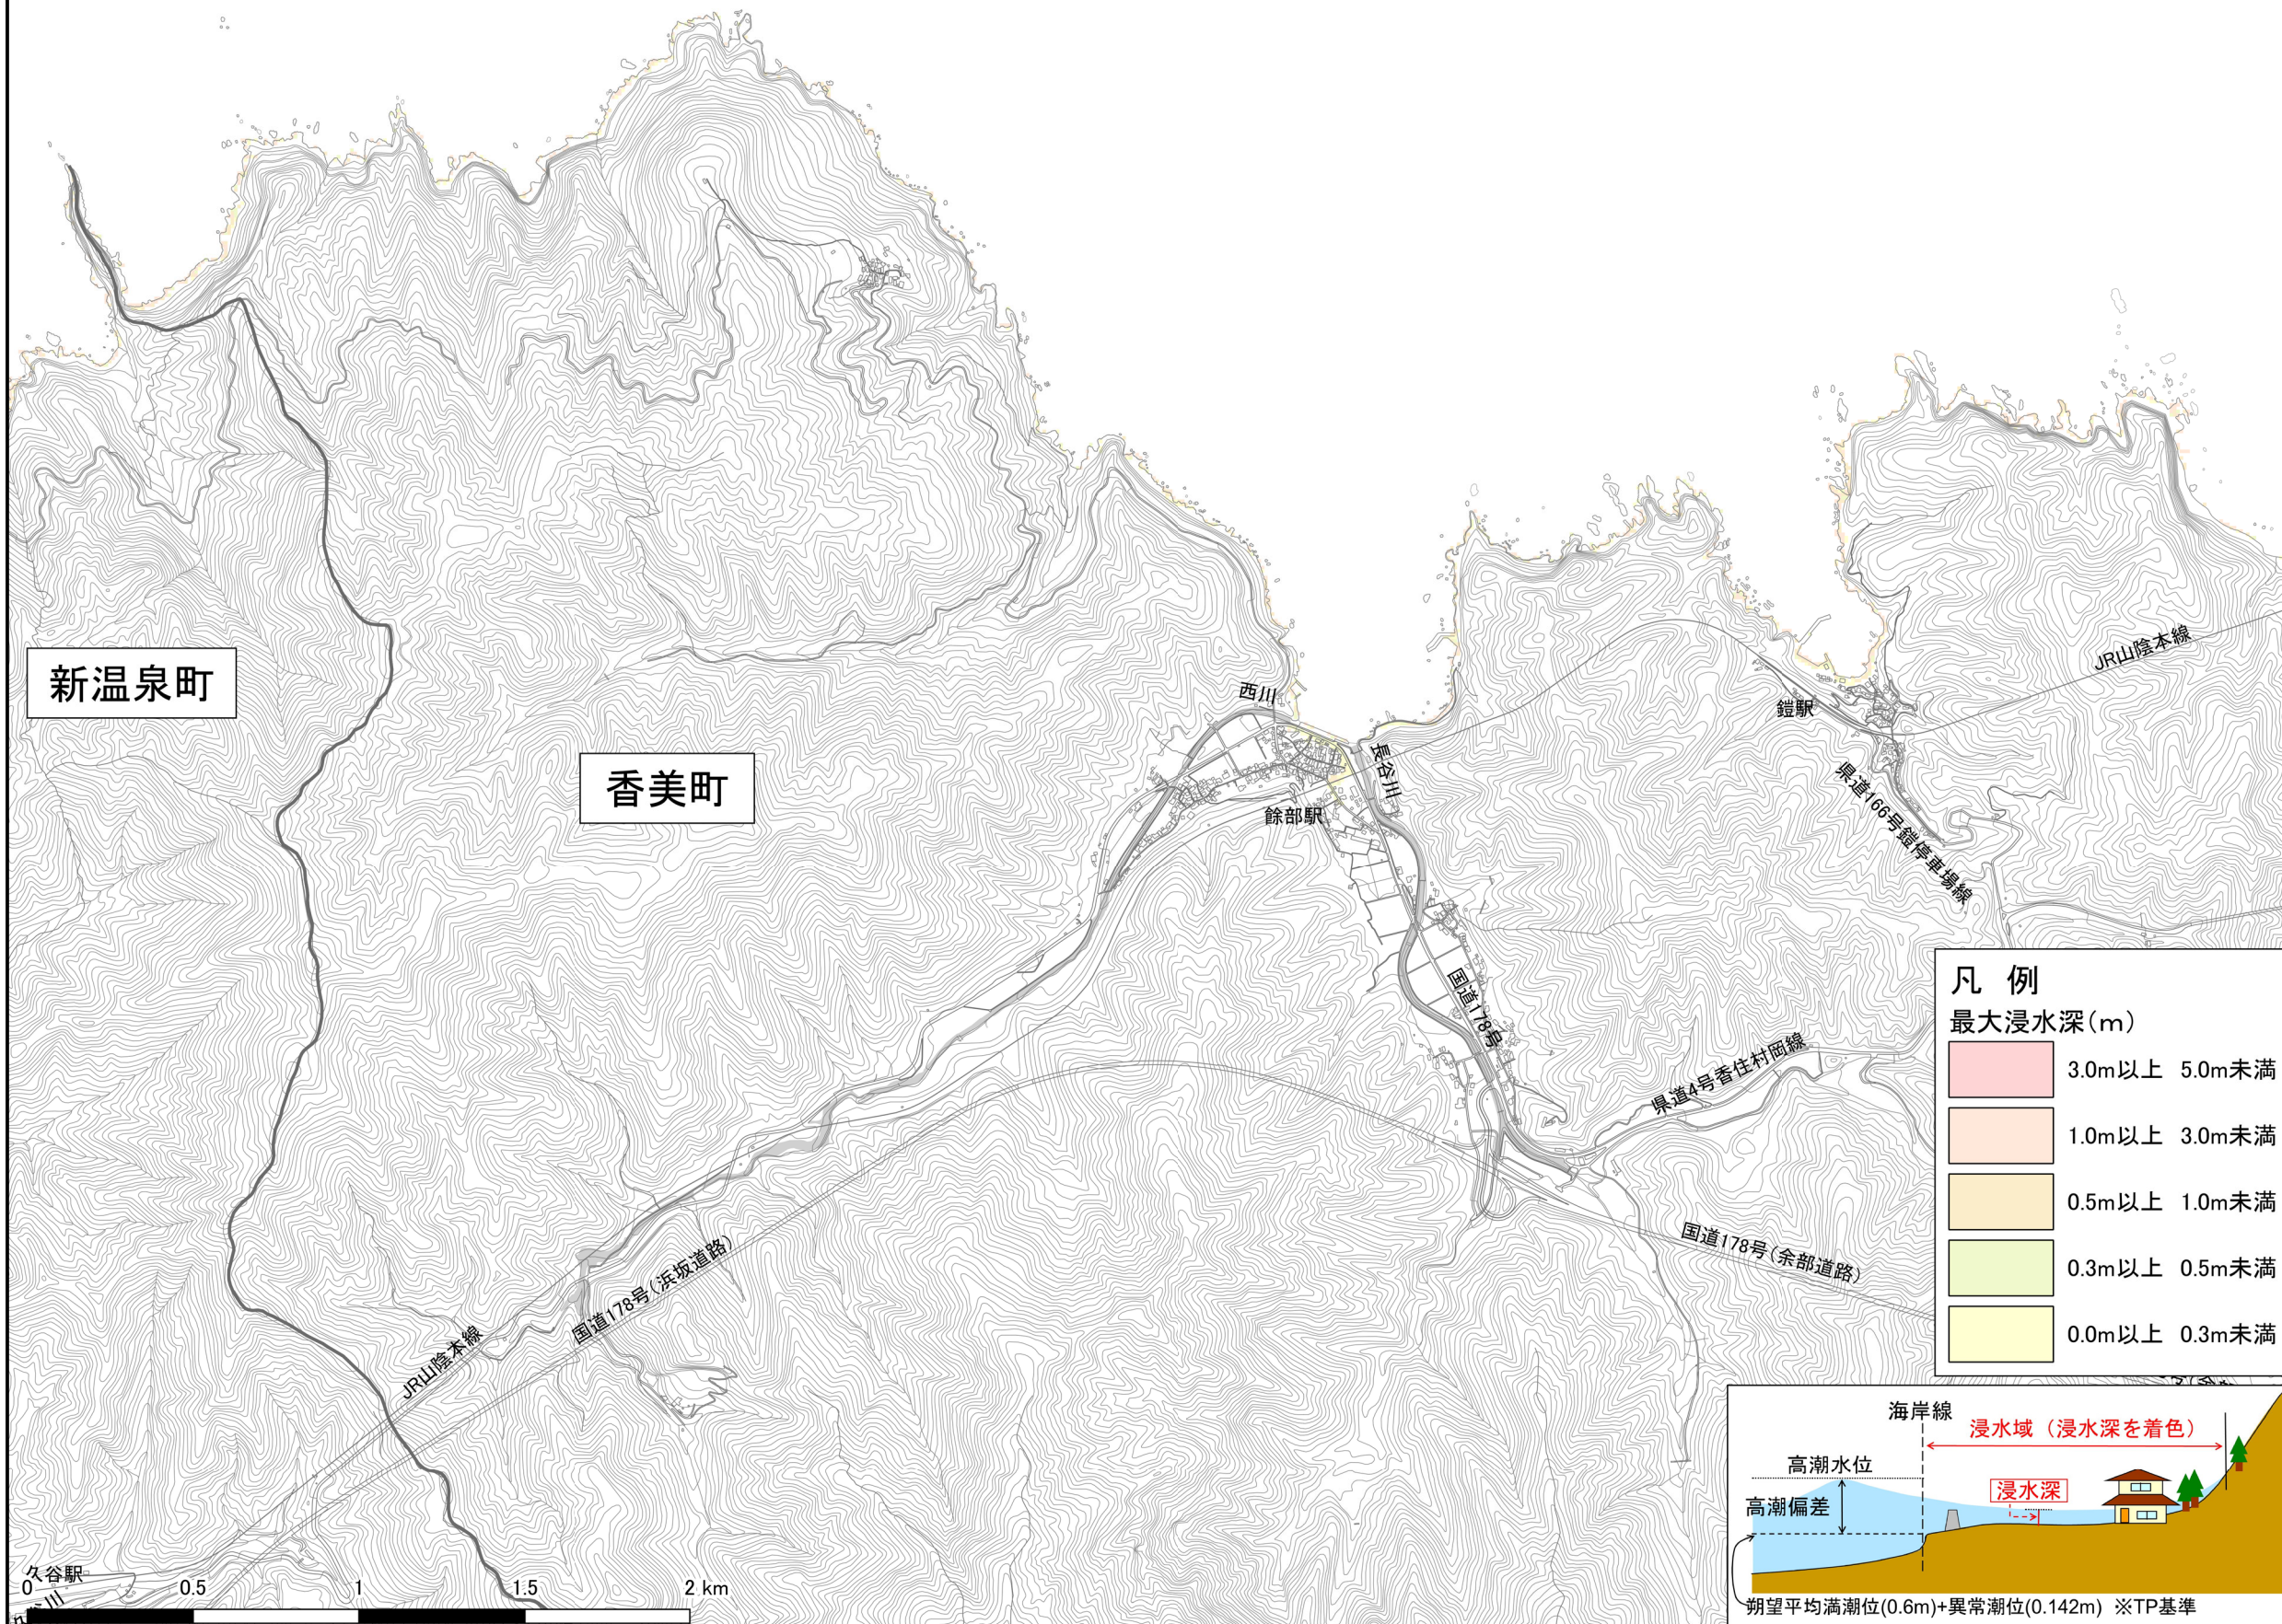 新温泉町
香美町
西川
長谷川
餘部駅
鎧駅
JR山陰本線
県道166号鎧停車場線
国道178号
県道4号香住村岡線
国道178号(余部道路)
国道178号(浜坂道路)
JR山陰本線
久谷駅
0
0.5
1
1.5
2 km
凡 例
最大浸水深(m)
3.0m以上 5.0m未満
1.0m以上 3.0m未満
0.5m以上 1.0m未満
0.3m以上 0.5m未満
0.0m以上 0.3m未満
海岸線
浸水域(浸水深を着色)
高潮水位
高潮偏差
浸水深
朔望平均満潮位(0.6m)+異常潮位(0.142m) ※TP基準